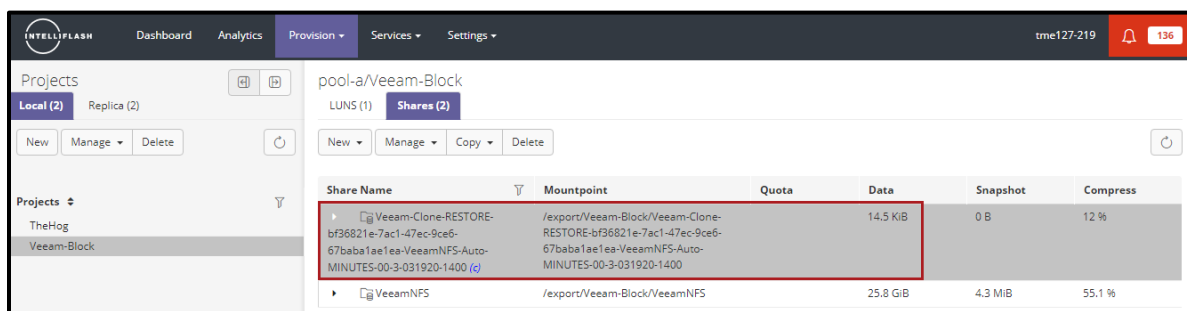 INTELLIFLASH Dashboard Analytics Provision Services Settings tme127-219 136
Projects
Local (2) Replica (2)
New Manage Delete
Projects
TheHog
Veeam-Block
pool-a/Veeam-Block
LUNS (1) Shares (2)
New Manage Copy Delete
Share Name Mountpoint Quota Data Snapshot Compress
Veeam-Clone-RESTORE- /export/Veeam-Block/Veeam-Clone- 14.5 KiB 0 B 12 %
bf36821e-7ac1-47ec-9ce6- RESTORE-bf36821e-7ac1-47ec-9ce6-
67baba1ae1ea-VeeamNFS-Auto- 67baba1ae1ea-VeeamNFS-Auto-
MINUTES-00-3-031920-1400 (c) MINUTES-00-3-031920-1400
VeeamNFS /export/Veeam-Block/VeeamNFS 25.8 GiB 4.3 MiB 55.1 %